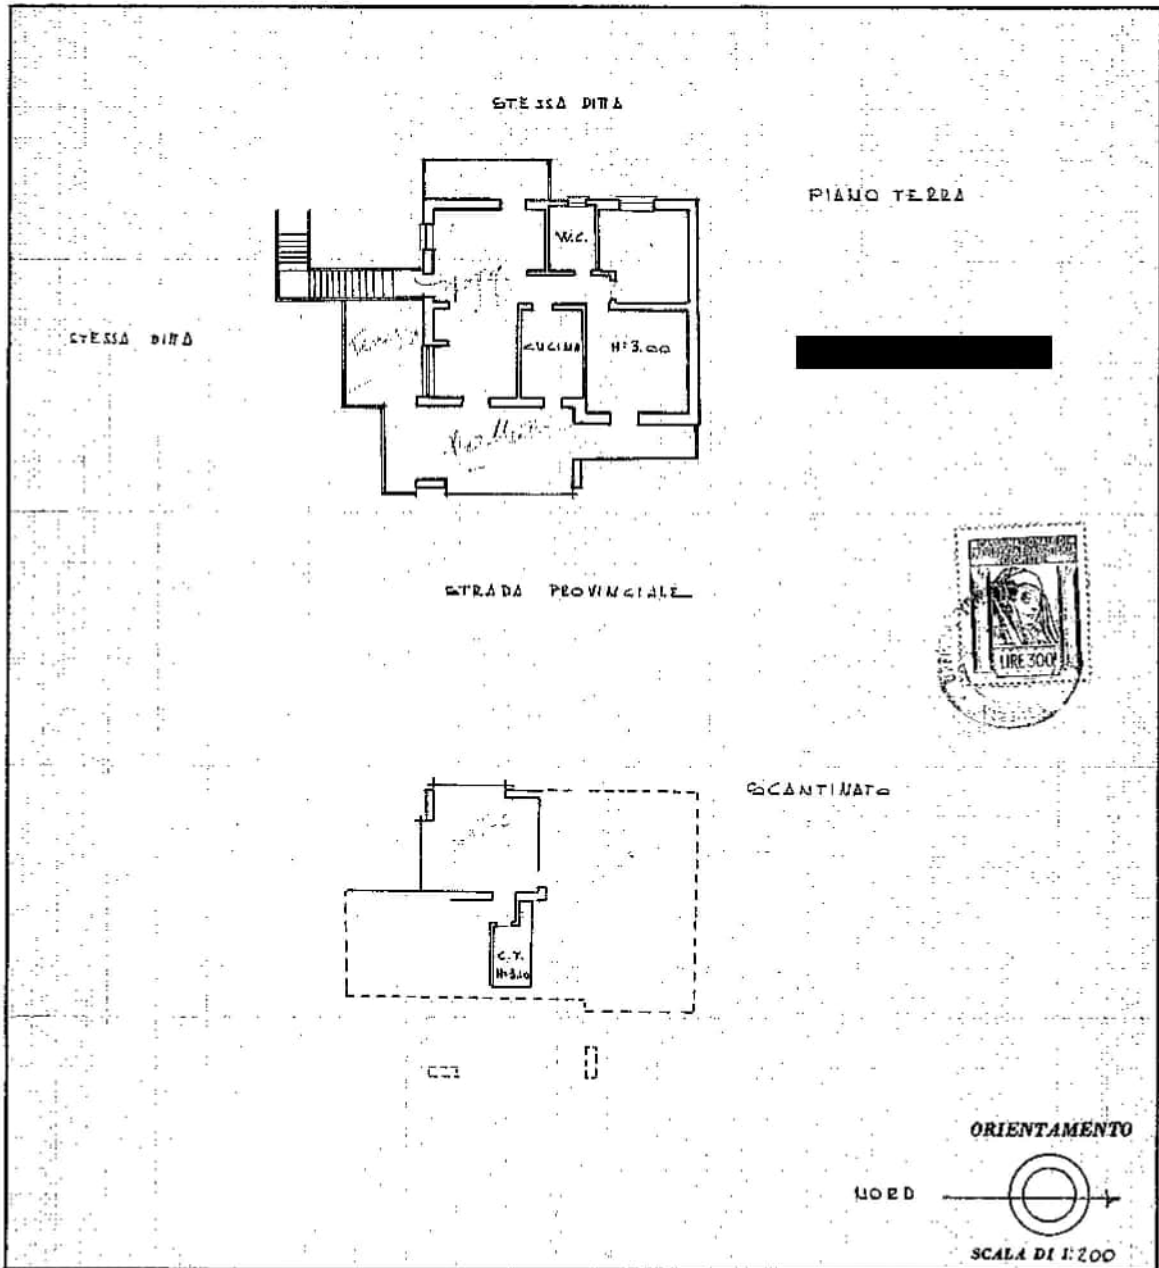 STESSA DITTA
PIANO TERRA
W.C.
STESSA DITTA
CUCINA
H=3.00
STRADA PROVINCIALE
LIRE 300
SCANTINATO
C.T.
H=3.10
ORIENTAMENTO
NORD
SCALA DI 1:200